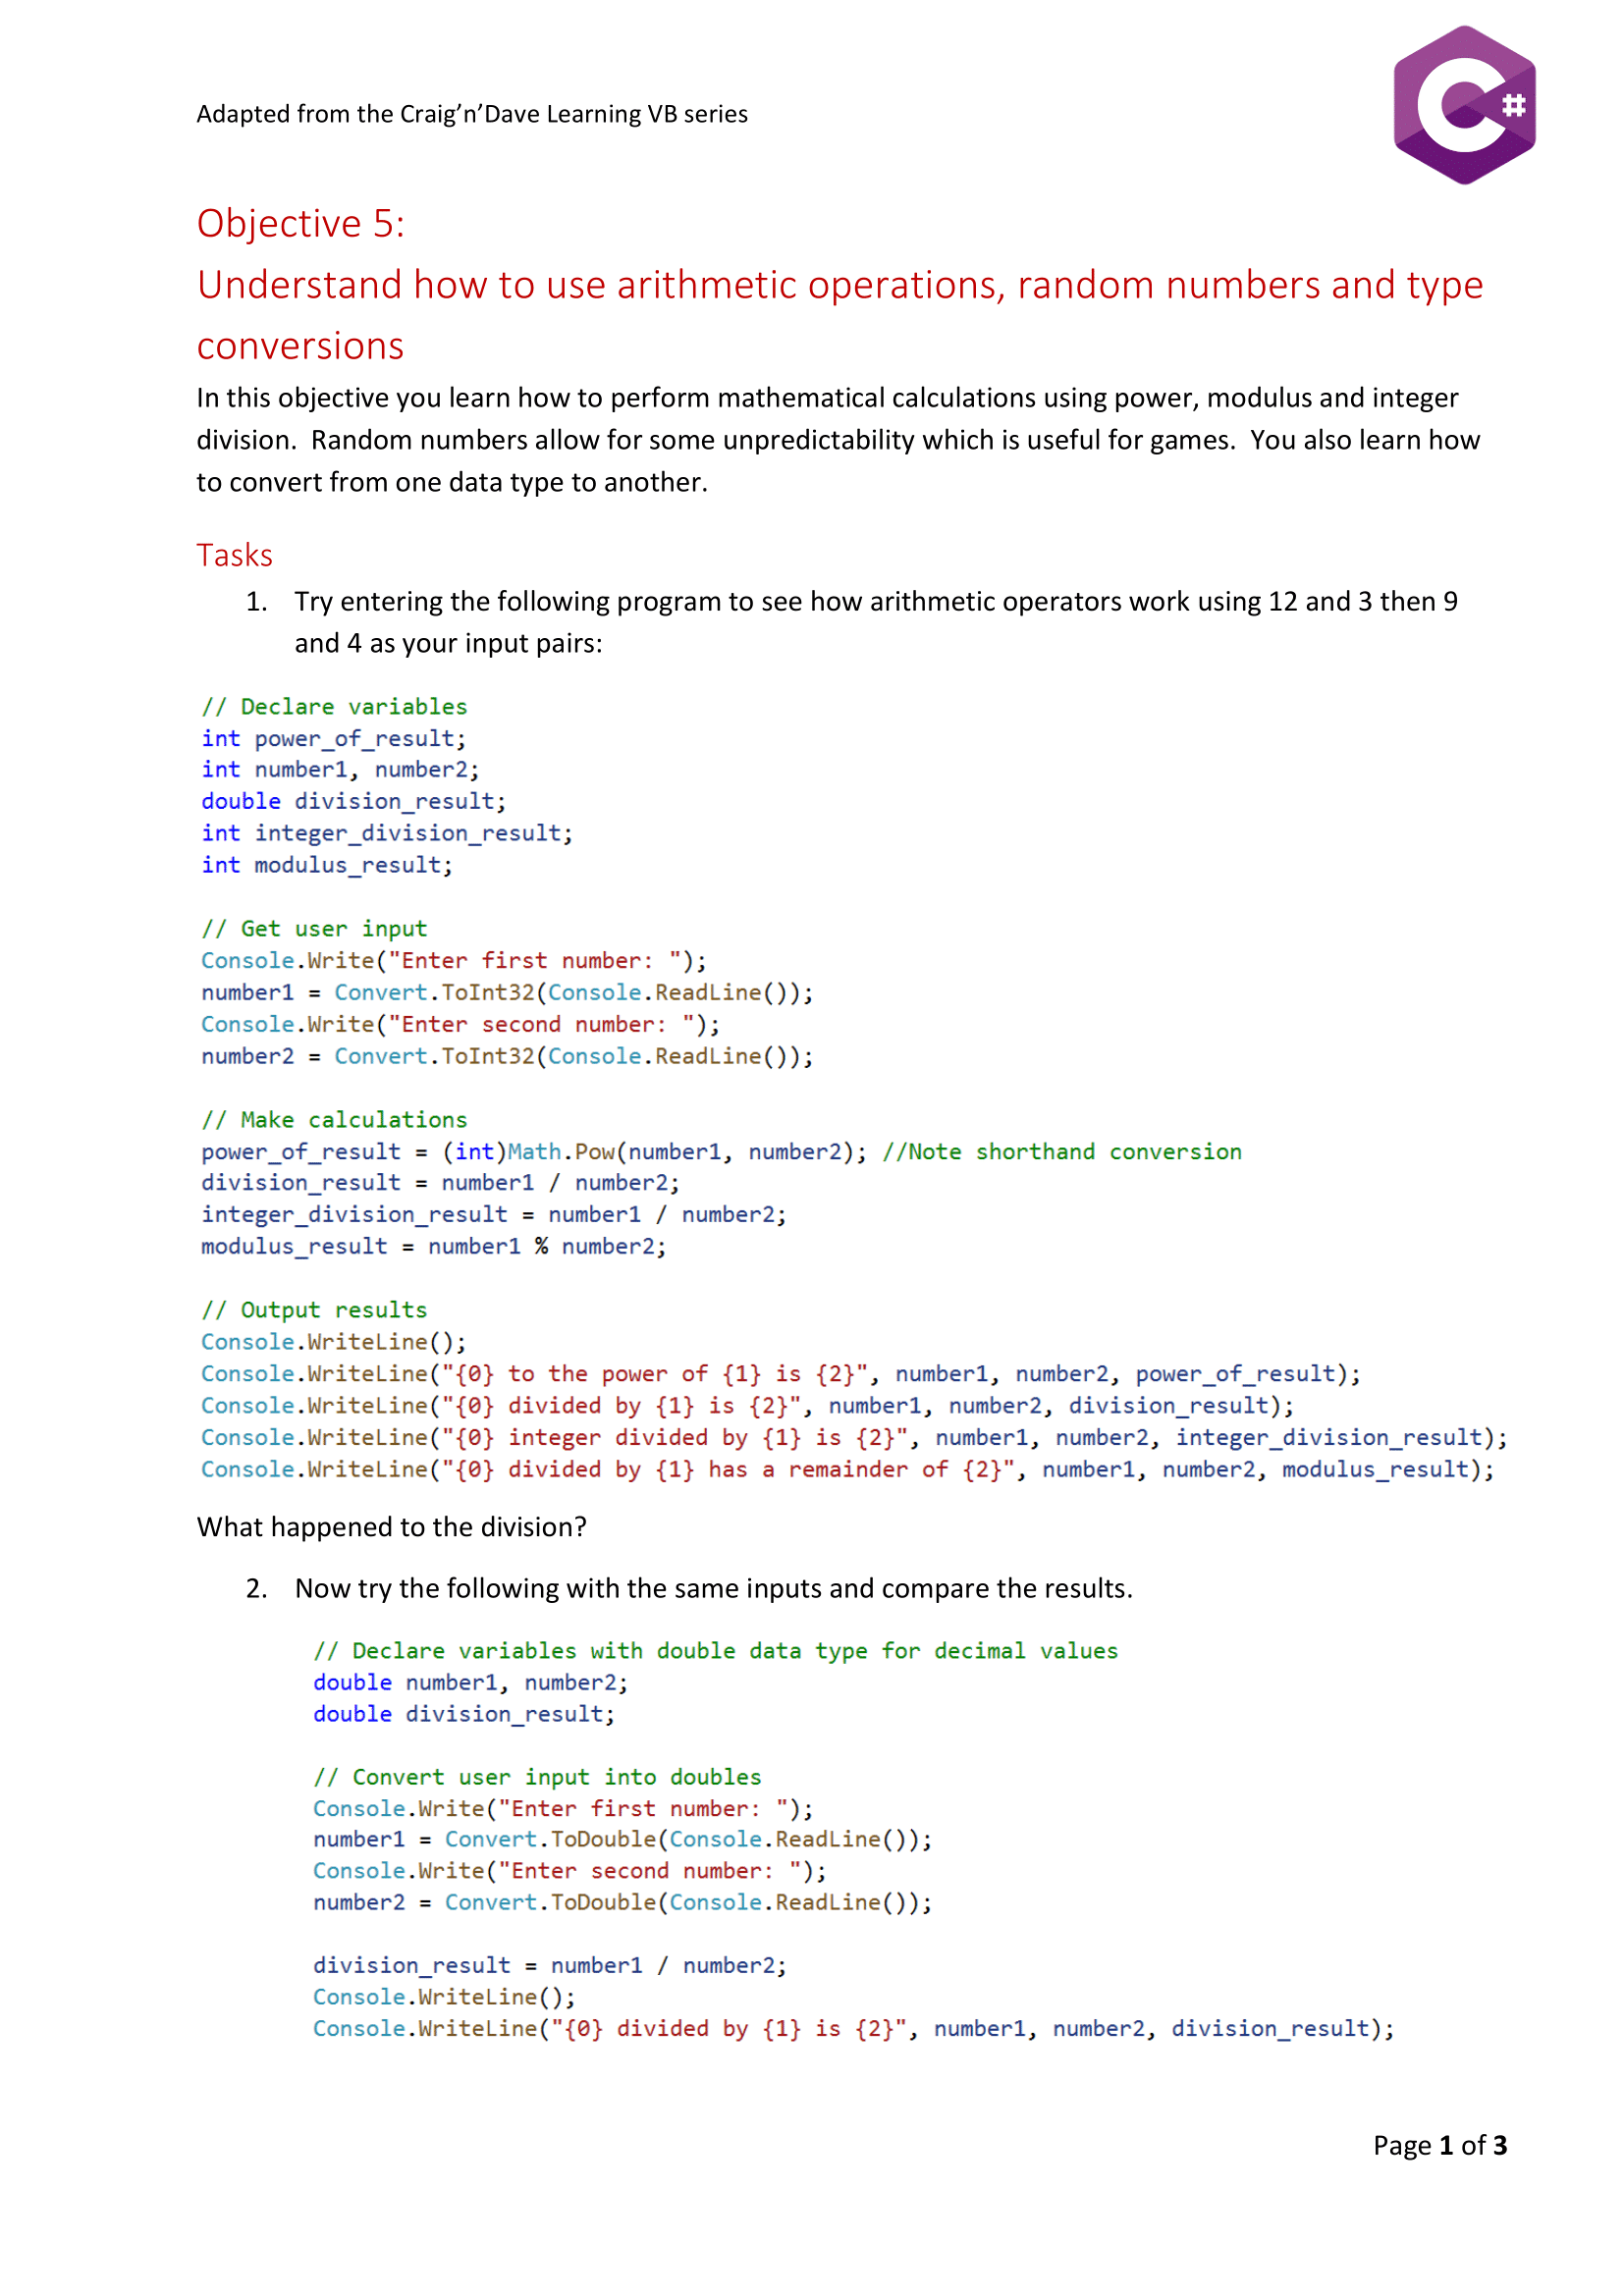 Adapted from the Craig’n’Dave Learning VB series
C#
Objective 5:
Understand how to use arithmetic operations, random numbers and type
conversions
In this objective you learn how to perform mathematical calculations using power, modulus and integer
division.  Random numbers allow for some unpredictability which is useful for games.  You also learn how
to convert from one data type to another.
Tasks
1. Try entering the following program to see how arithmetic operators work using 12 and 3 then 9
and 4 as your input pairs:
// Declare variables
int power_of_result;
int number1, number2;
double division_result;
int integer_division_result;
int modulus_result;
// Get user input
Console.Write("Enter first number: ");
number1 = Convert.ToInt32(Console.ReadLine());
Console.Write("Enter second number: ");
number2 = Convert.ToInt32(Console.ReadLine());
// Make calculations
power_of_result = (int)Math.Pow(number1, number2); //Note shorthand conversion
division_result = number1 / number2;
integer_division_result = number1 / number2;
modulus_result = number1 % number2;
// Output results
Console.WriteLine();
Console.WriteLine("{0} to the power of {1} is {2}", number1, number2, power_of_result);
Console.WriteLine("{0} divided by {1} is {2}", number1, number2, division_result);
Console.WriteLine("{0} integer divided by {1} is {2}", number1, number2, integer_division_result);
Console.WriteLine("{0} divided by {1} has a remainder of {2}", number1, number2, modulus_result);
What happened to the division?
2. Now try the following with the same inputs and compare the results.
// Declare variables with double data type for decimal values
double number1, number2;
double division_result;
// Convert user input into doubles
Console.Write("Enter first number: ");
number1 = Convert.ToDouble(Console.ReadLine());
Console.Write("Enter second number: ");
number2 = Convert.ToDouble(Console.ReadLine());
division_result = number1 / number2;
Console.WriteLine();
Console.WriteLine("{0} divided by {1} is {2}", number1, number2, division_result);
Page 1 of 3